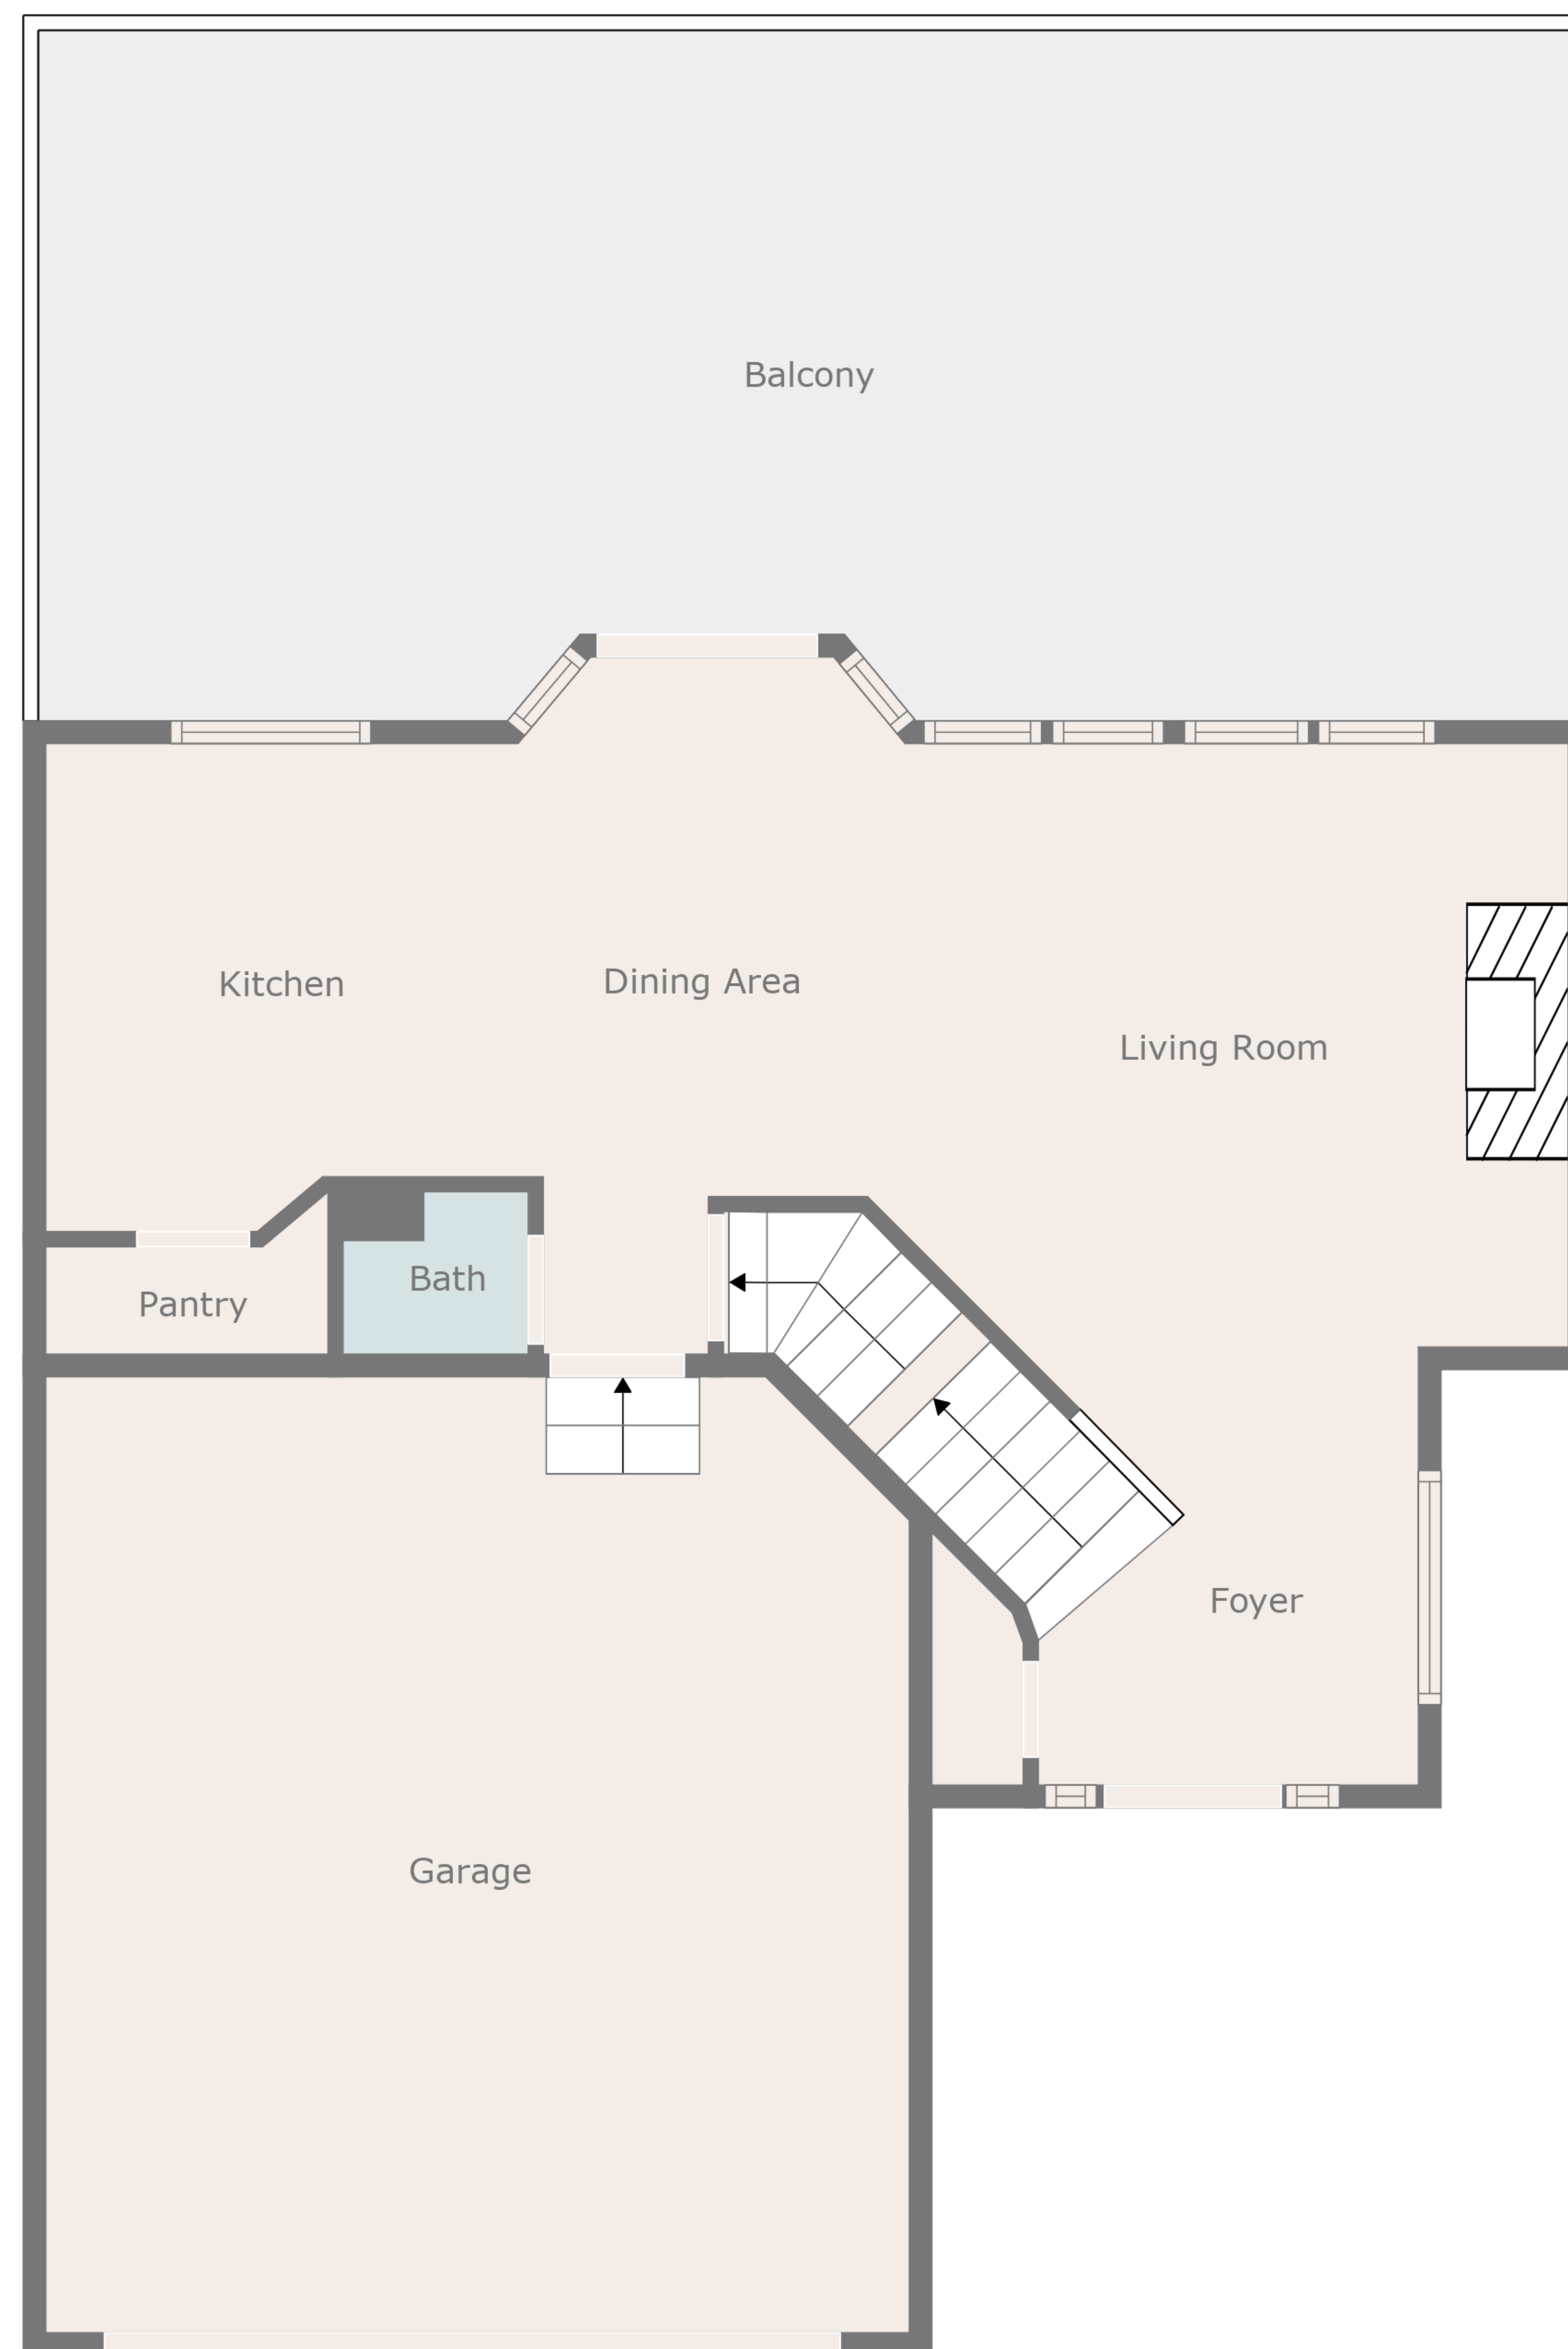 Balcony
Kitchen
Dining Area
Living Room
Bath
Pantry
Foyer
Garage